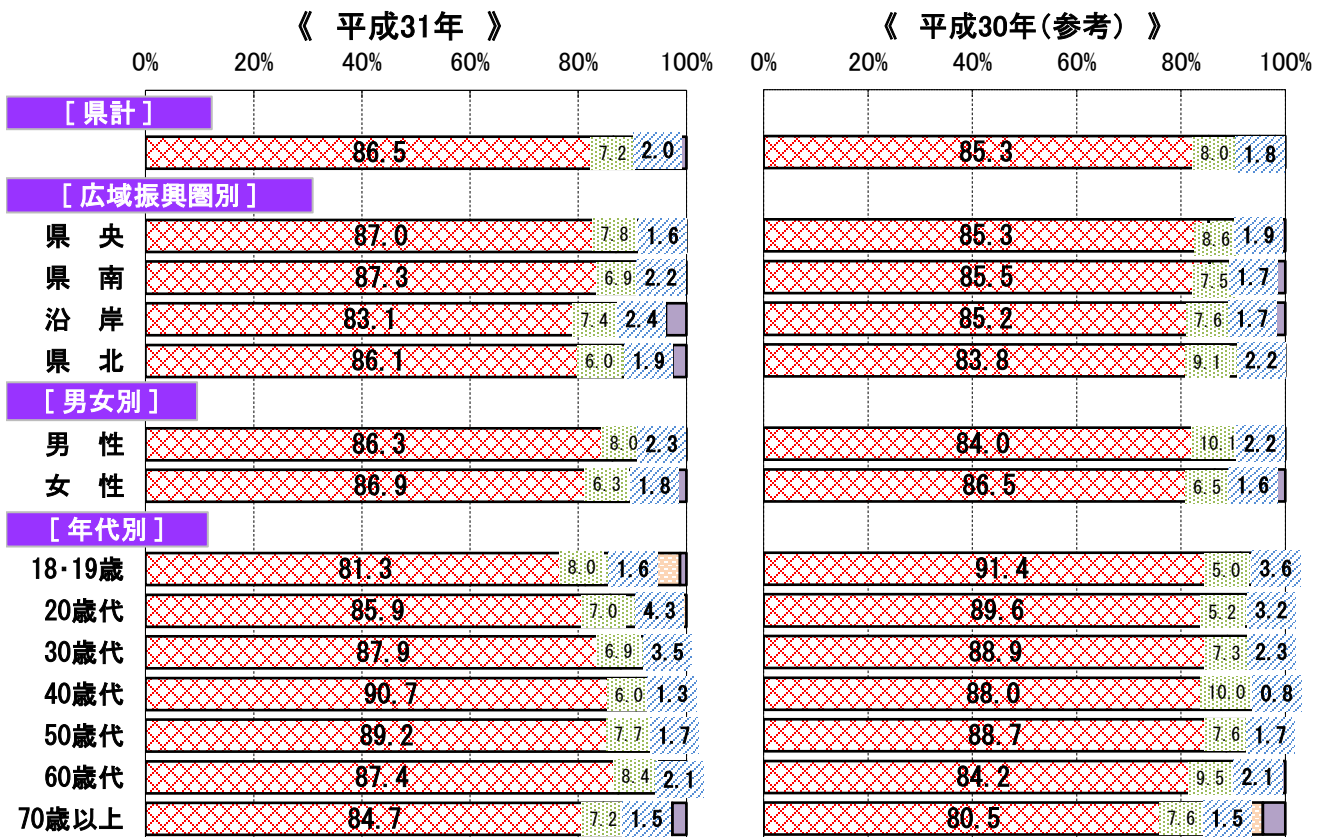 《 平成31年 》 《 平成30年(参考) 》
0% 20% 40% 60% 80% 100% 0% 20% 40% 60% 80% 100%
[ 県計 ]
86.5 7.2 2.0 85.3 8.0 1.8
[ 広域振興圏別 ]
県 央 87.0 7.8 1.6 85.3 8.6 1.9
県 南 87.3 6.9 2.2 85.5 7.5 1.7
沿 岸 83.1 7.4 2.4 85.2 7.6 1.7
県 北 86.1 6.0 1.9 83.8 9.1 2.2
[ 男女別 ]
男 性 86.3 8.0 2.3 84.0 10.1 2.2
女 性 86.9 6.3 1.8 86.5 6.5 1.6
[ 年代別 ]
18･19歳 81.3 8.0 1.6 91.4 5.0 3.6
20歳代 85.9 7.0 4.3 89.6 5.2 3.2
30歳代 87.9 6.9 3.5 88.9 7.3 2.3
40歳代 90.7 6.0 1.3 88.0 10.0 0.8
50歳代 89.2 7.7 1.7 88.7 7.6 1.7
60歳代 87.4 8.4 2.1 84.2 9.5 2.1
70歳以上 84.7 7.2 1.5 80.5 7.6 1.5